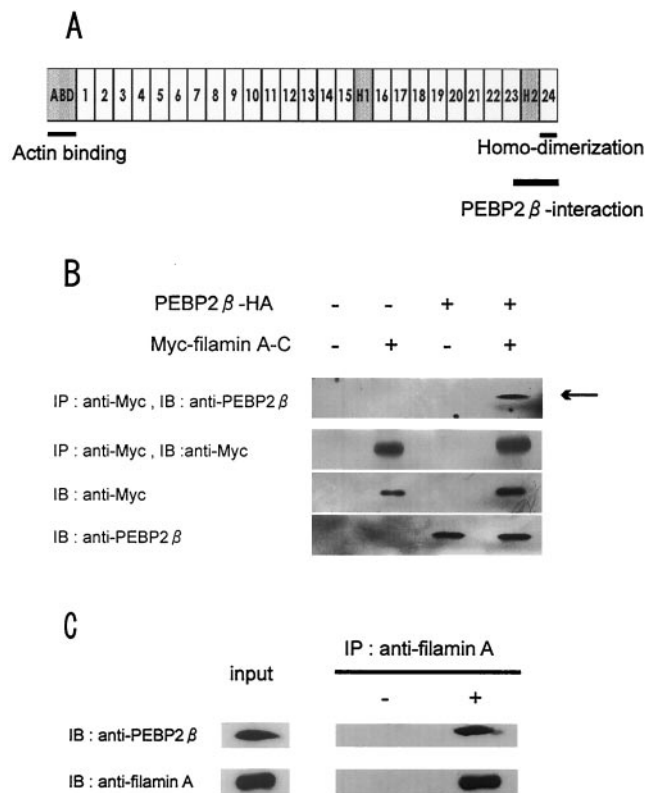 A
ABD 1 2 3 4 5 6 7 8 9 10 11 12 13 14 15 H1 16 17 18 19 20 21 22 23 H2 24
Actin binding
Homo-dimerization
PEBP2β-interaction
B
PEBP2β-HA - - + +
Myc-filamin A-C - + - +
IP : anti-Myc , IB : anti-PEBP2β
IP : anti-Myc , IB :anti-Myc
IB : anti-Myc
IB : anti-PEBP2β
C
IP : anti-filamin A
input
- +
IB : anti-PEBP2β
IB : anti-filamin A